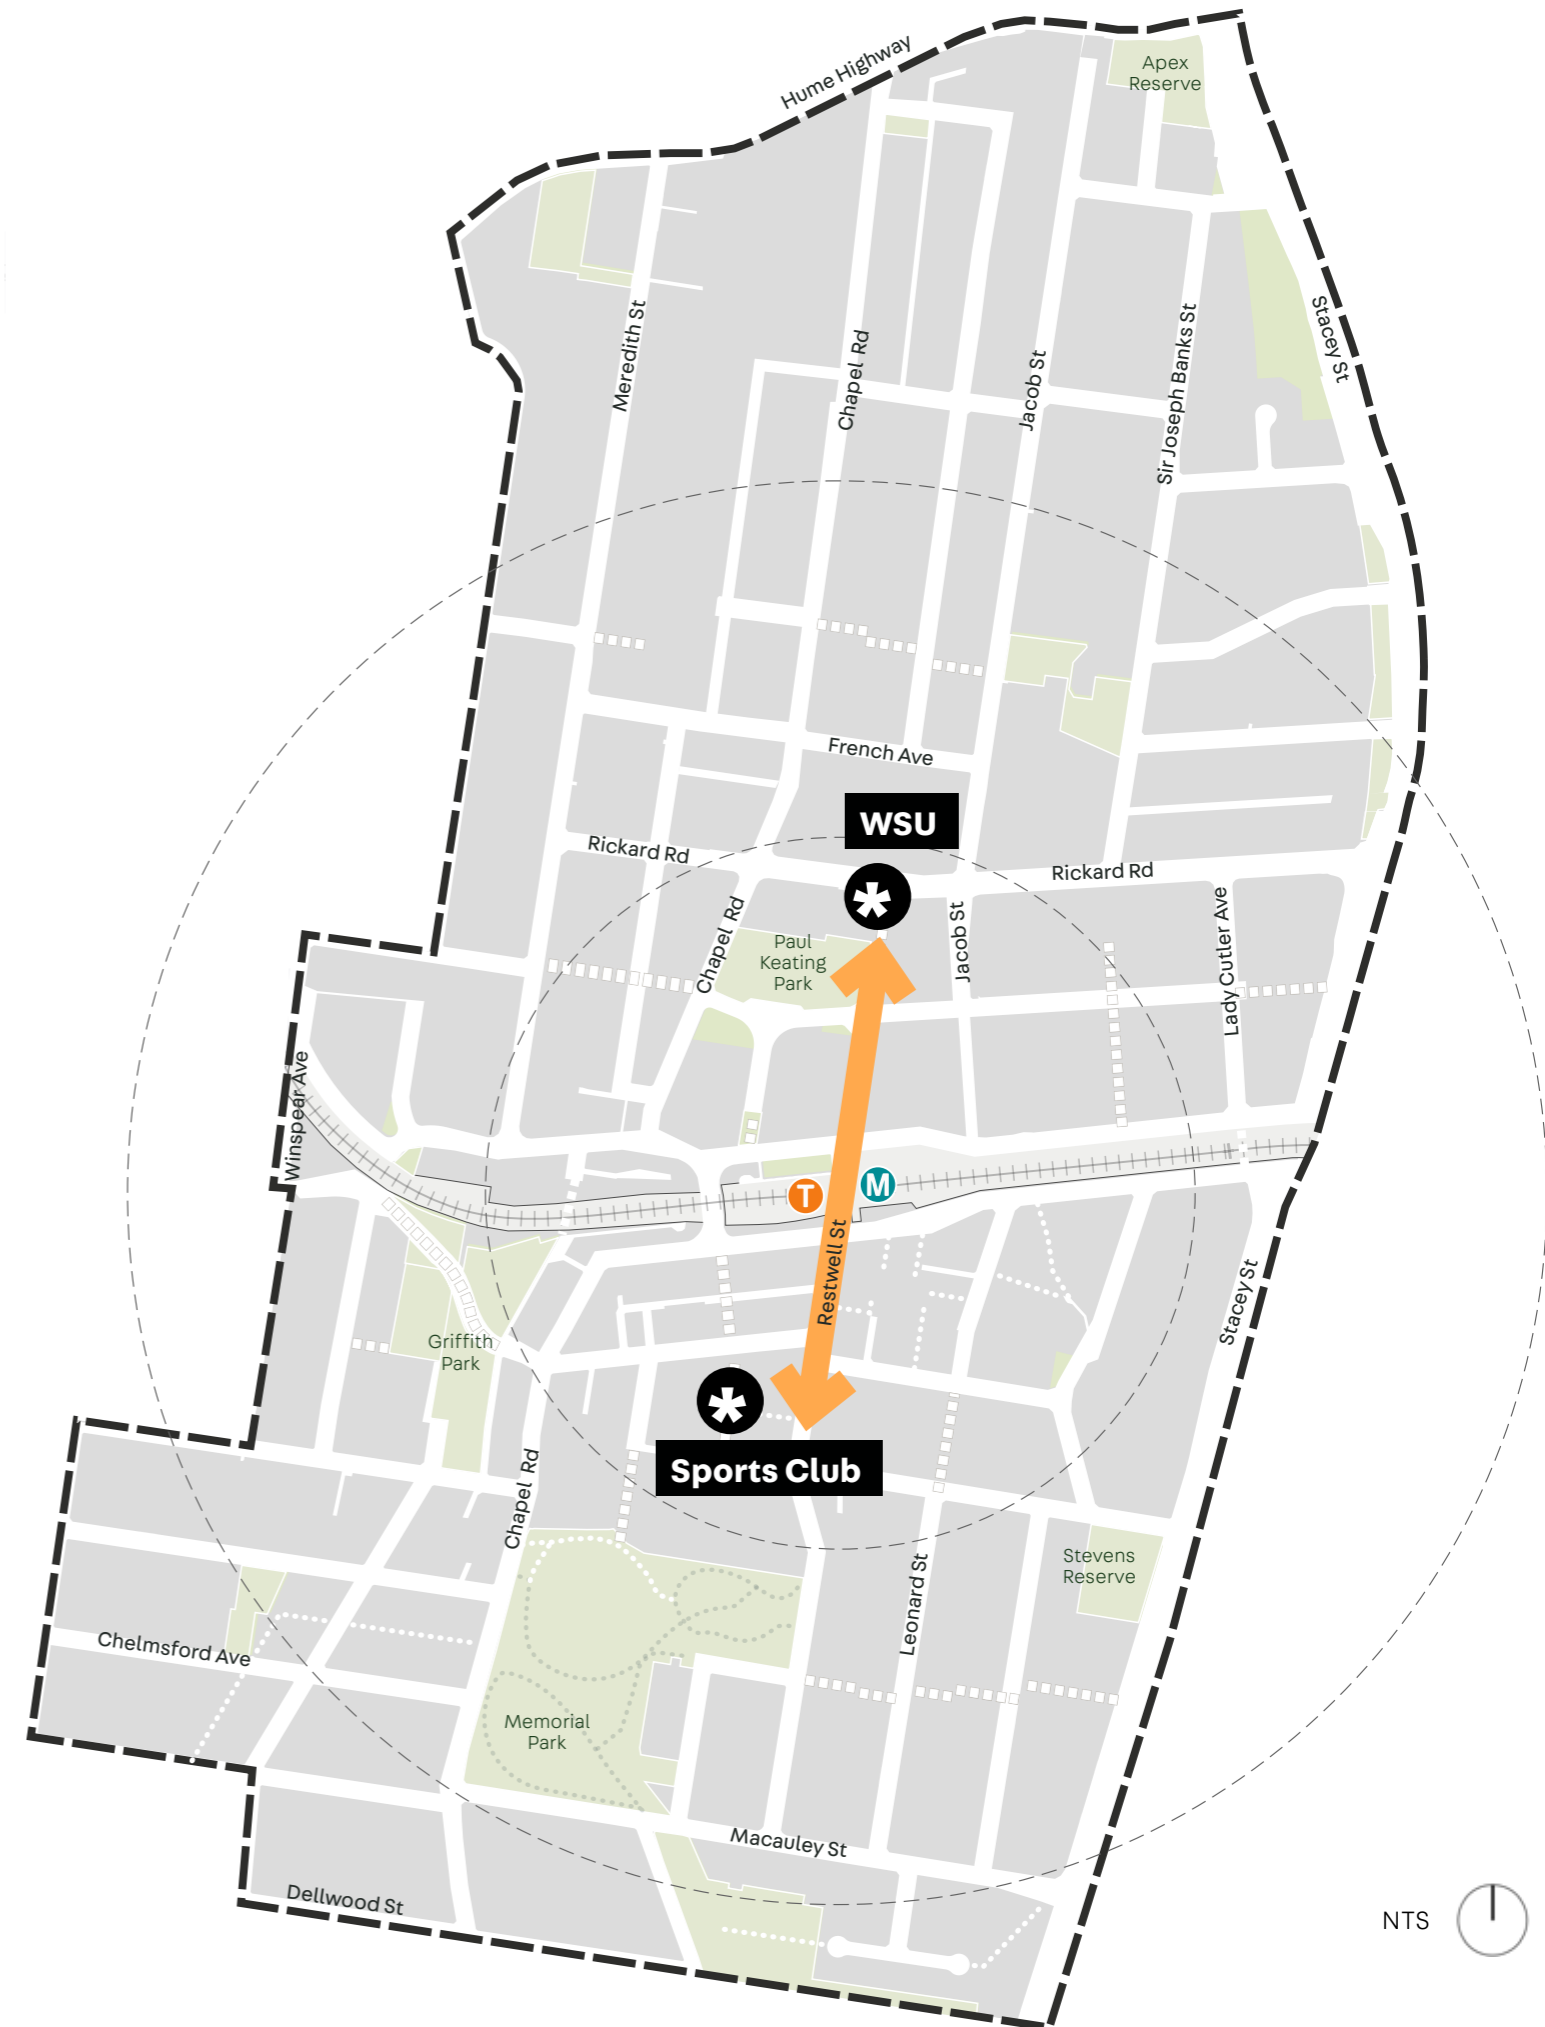 Hume Highway
Apex
Reserve
Meredith St
Chapel Rd
Jacob St
Sir Joseph Banks St
Stacey St
French Ave
WSU
Rickard Rd
Rickard Rd
Chapel Rd
Paul
Keating
Park
Jacob St
Lady Cutler Ave
Winspear Ave
T
M
Restwell St
Stacey St
Griffith
Park
Sports Club
Chapel Rd
Stevens
Reserve
Leonard St
Chelmsford Ave
Memorial
Park
Macauley St
Dellwood St
NTS